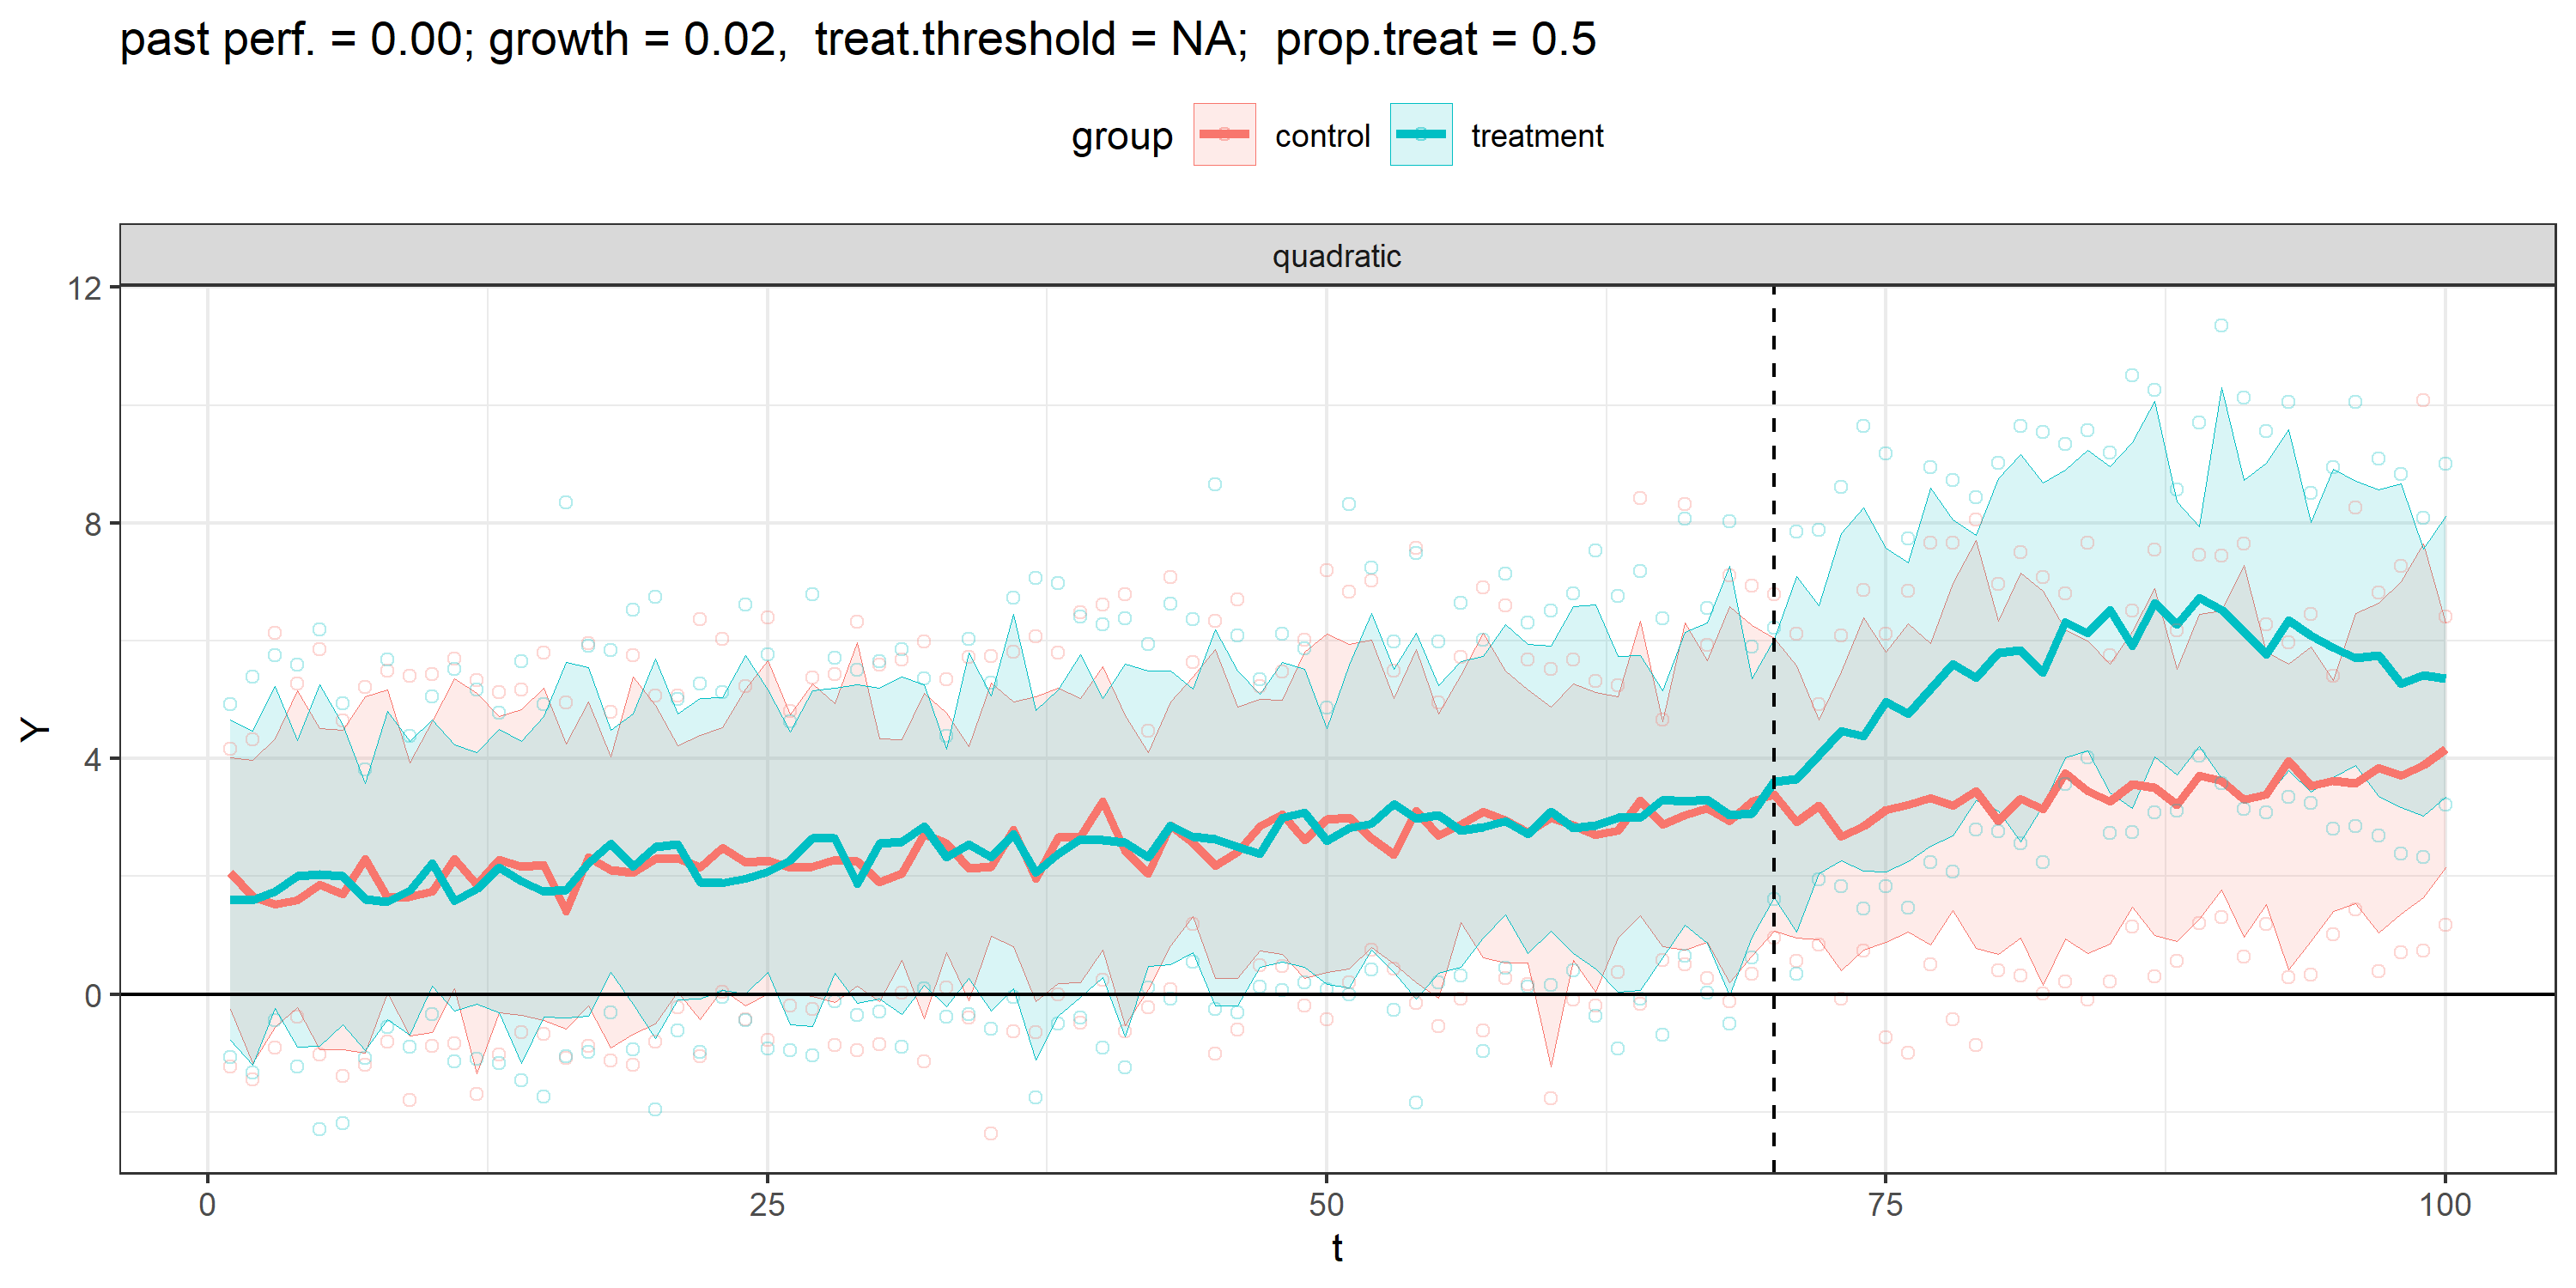 past perf. = 0.00; growth = 0.02,  treat.threshold = NA;  prop.treat = 0.5
group control treatment
quadratic
12
8
4
0
Y
0 25 50 75 100
t